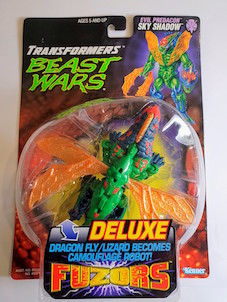 AGES 5 AND UP
EVIL PREDACON
SKY SHADOW™
TRANSFORMERS
BEAST WARS
DELUXE
DRAGON FLY/LIZARD BECOMES
CAMOUFLAGE ROBOT!
FUZORS
Kenner